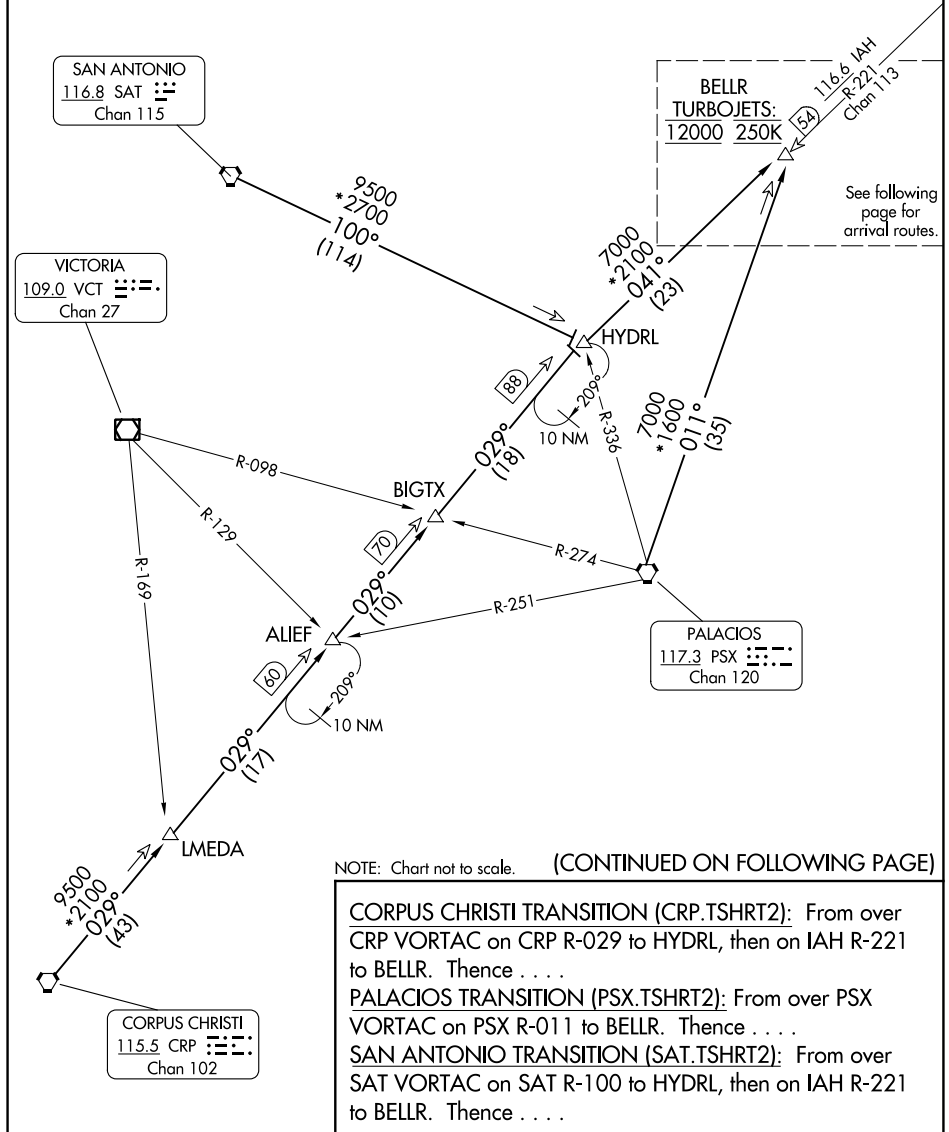 SAN ANTONIO
116.8 SAT
Chan 115
BELLR
TURBOJETS:
12000 250K
54
116.6 IAH
R-221
Chan 113
See following
page for
arrival routes.
9500
*2700
100°
(114)
7000
*2100
041°
(23)
VICTORIA
109.0 VCT
Chan 27
HYDRL
88
209°
10 NM
R-336
7000
*1600
011°
(35)
029°
(18)
R-098
BIGTX
R-129
R-169
70
R-274
029°
(10)
R-251
ALIEF
60
209°
10 NM
PALACIOS
117.3 PSX
Chan 120
029°
(17)
LMEDA
9500
*2100
029°
(43)
CORPUS CHRISTI
115.5 CRP
Chan 102
NOTE: Chart not to scale. (CONTINUED ON FOLLOWING PAGE)
CORPUS CHRISTI TRANSITION (CRP.TSHRT2): From over
CRP VORTAC on CRP R-029 to HYDRL, then on IAH R-221
to BELLR. Thence . . . .
PALACIOS TRANSITION (PSX.TSHRT2): From over PSX
VORTAC on PSX R-011 to BELLR. Thence . . . .
SAN ANTONIO TRANSITION (SAT.TSHRT2): From over
SAT VORTAC on SAT R-100 to HYDRL, then on IAH R-221
to BELLR. Thence . . . .